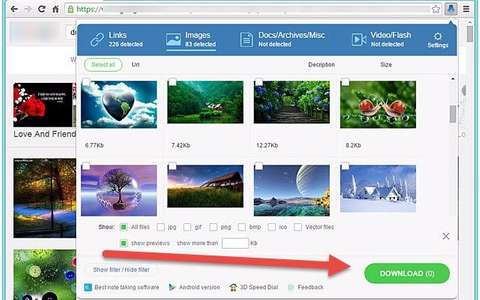 https://
Links
226 detected
Images
83 detected
Docs/Archives/Misc
Not detected
Video/Flash
Not detected
Settings
Select all
Url
Decription
Size
6.77Kb
7.42Kb
12.27Kb
8.2Kb
Love And Friend
Show: All files jpg gif png bmp ico Vector files
show previews show more than Kb
Show filter / Hide filter
DOWNLOAD (0)
Best note taking software Android version 3D Speed Dial Feedback